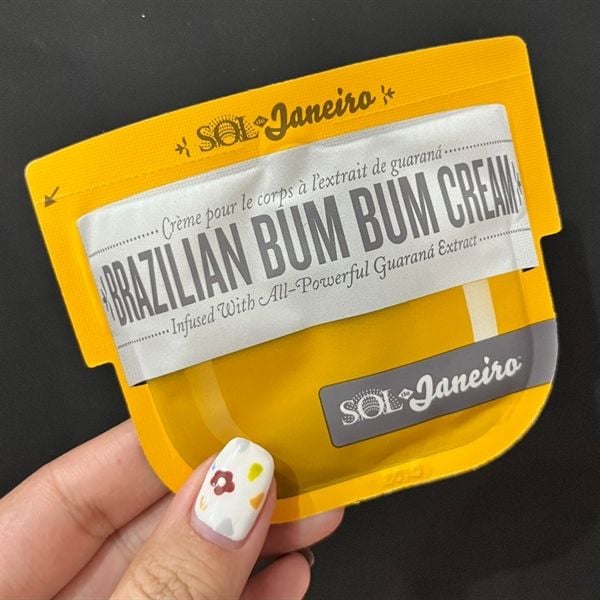 SOL de Janeiro
Crème pour le corps à l'extrait de guaraná
BRAZILIAN BUM BUM CREAM
Infused With All-Powerful Guaraná Extract
SOL de Janeiro™